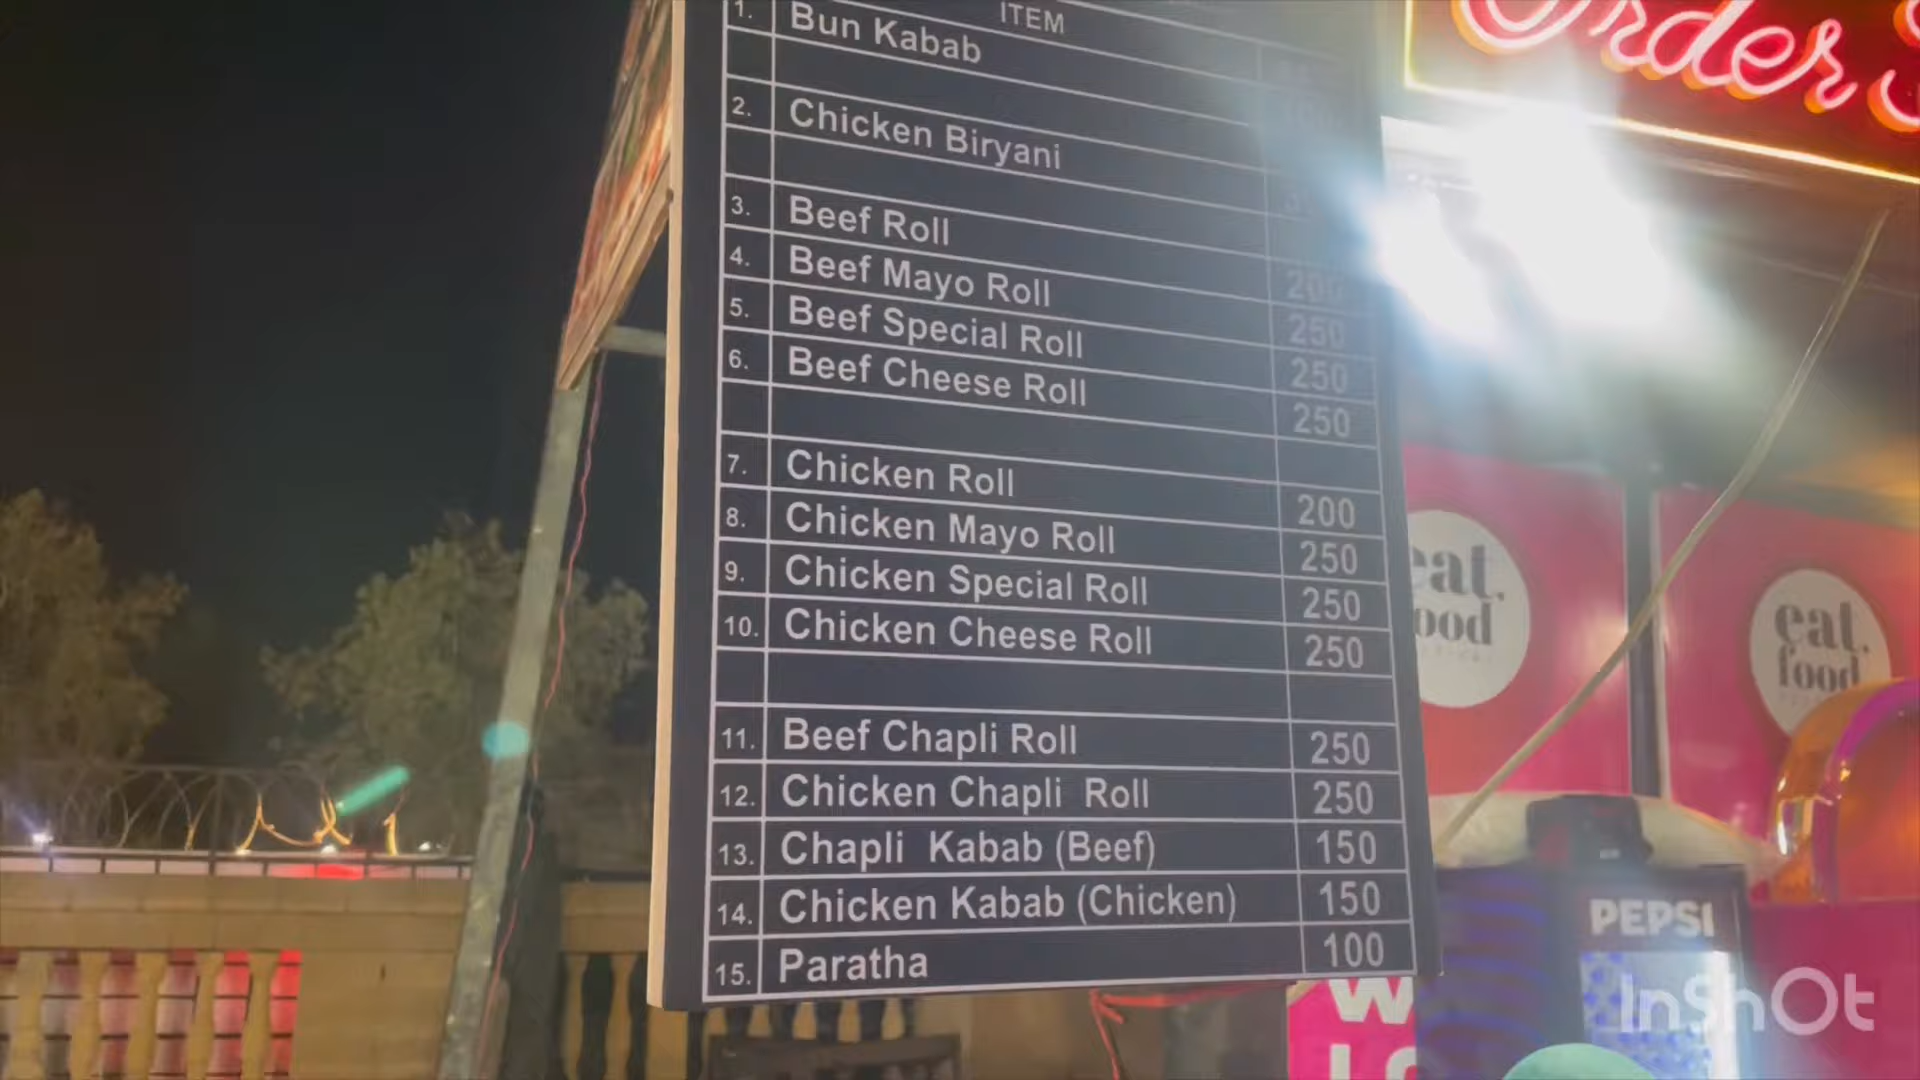 ITEM
1. Bun Kabab
2. Chicken Biryani
3. Beef Roll 200
4. Beef Mayo Roll 250
5. Beef Special Roll 250
6. Beef Cheese Roll 250
7. Chicken Roll 200
8. Chicken Mayo Roll 250
9. Chicken Special Roll 250
10. Chicken Cheese Roll 250
11. Beef Chapli Roll 250
12. Chicken Chapli Roll 250
13. Chapli Kabab (Beef) 150
14. Chicken Kabab (Chicken) 150
15. Paratha 100
Order
eat.
food
eat.
food
PEPSI
InShOt